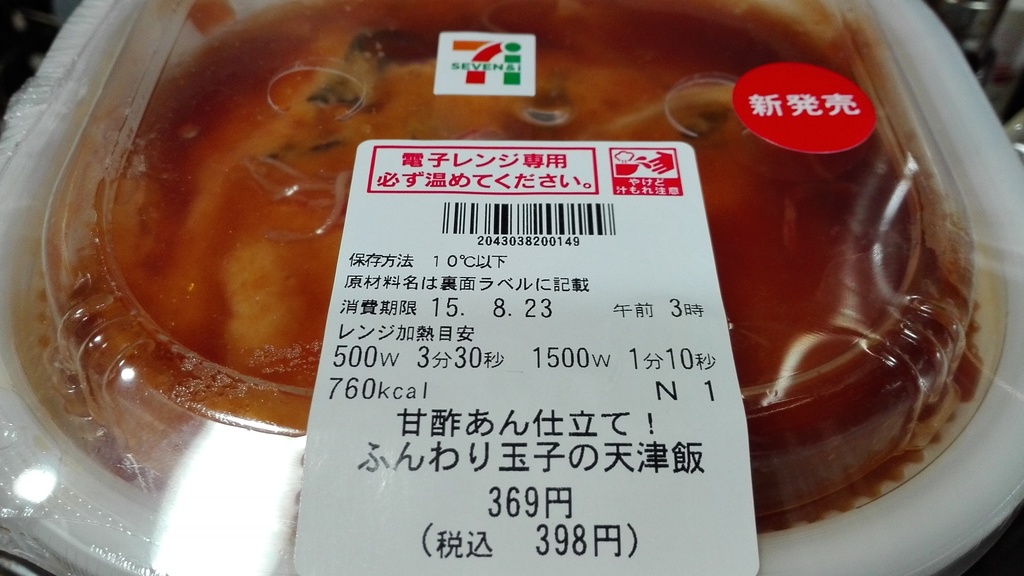 7i
SEVEN&i
新発売
電子レンジ専用
必ず温めてください。
やけど
汁もれ注意
2043038200149
保存方法 10℃以下
原材料名は裏面ラベルに記載
消費期限 15. 8.23 午前 3時
レンジ加熱目安
500W 3分30秒 1500W 1分10秒
760kcal N 1
甘酢あん仕立て！
ふんわり玉子の天津飯
369円
(税込 398円)